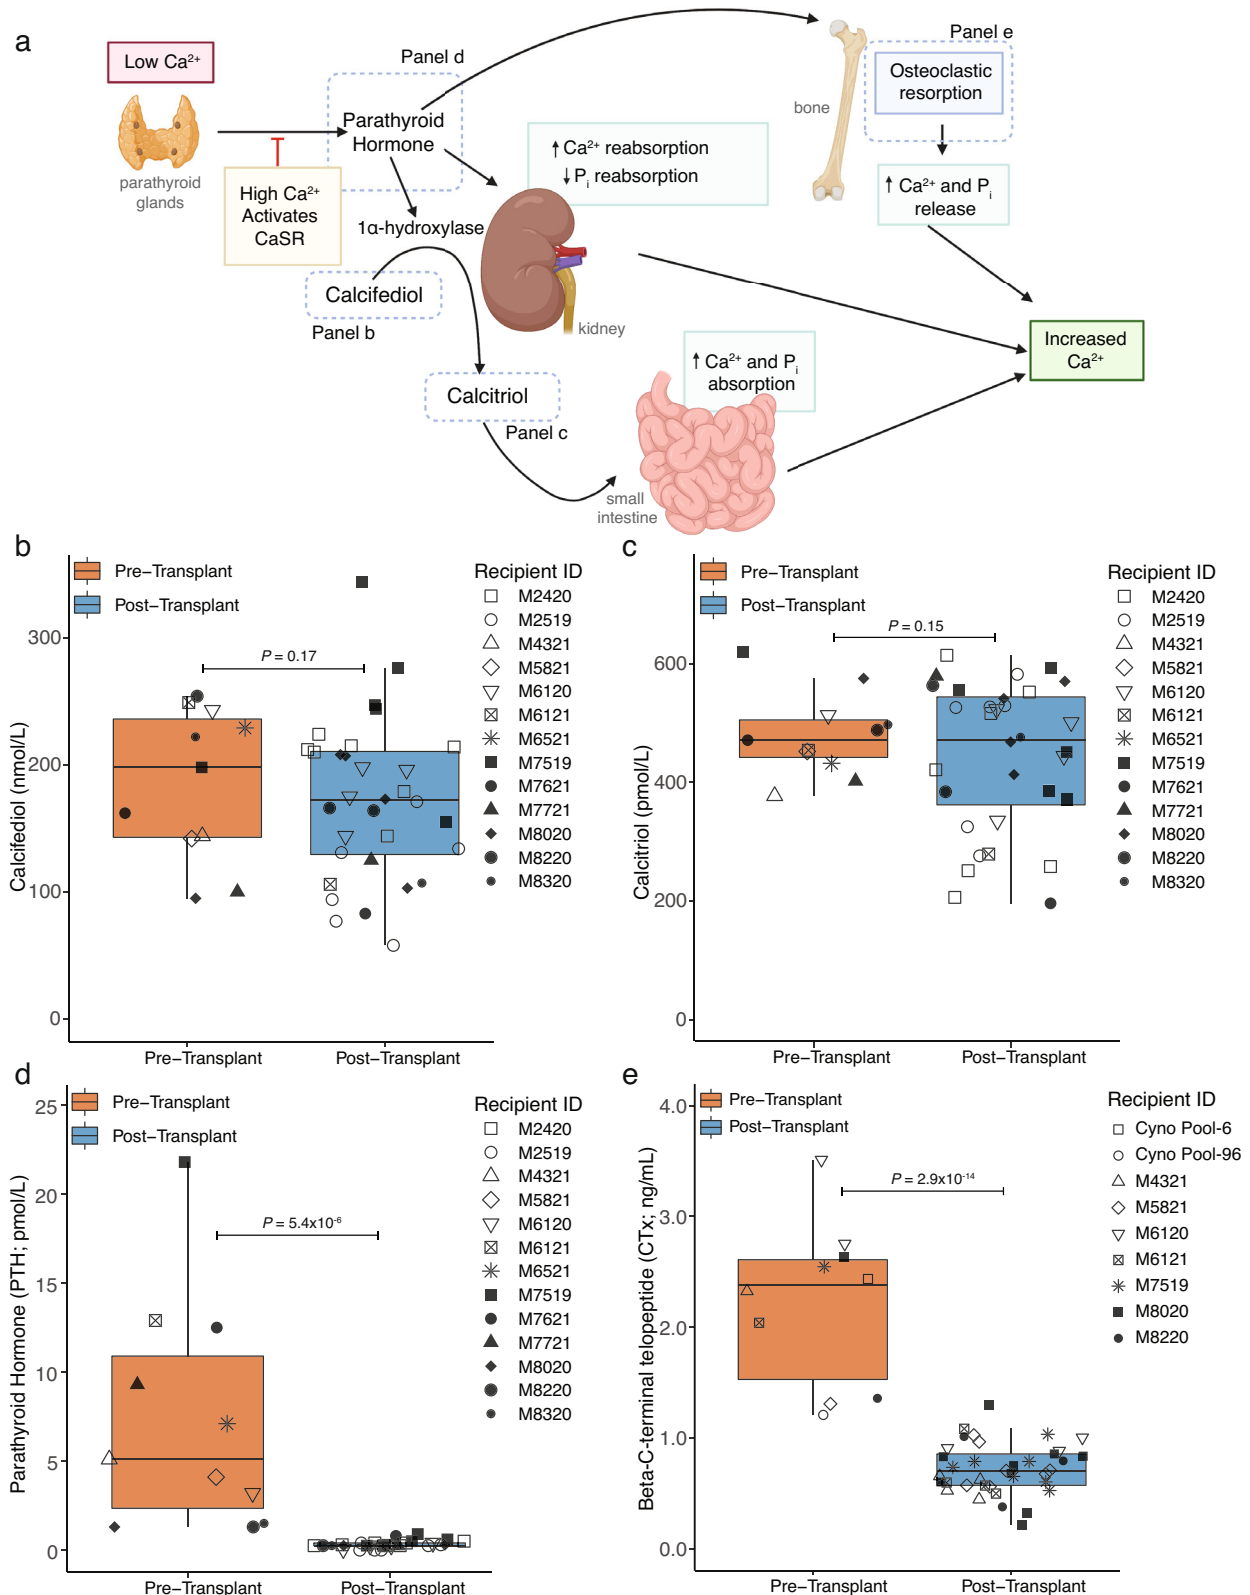 a
Low Ca²⁺
parathyroid
glands
High Ca²⁺
Activates
CaSR
Panel d
Parathyroid
Hormone
1α-hydroxylase
Calcifediol
Panel b
Calcitriol
Panel c
↑ Ca²⁺ reabsorption
↓ Pᵢ reabsorption
kidney
↑ Ca²⁺ and Pᵢ
absorption
small
intestine
bone
Panel e
Osteoclastic
resorption
↑ Ca²⁺ and Pᵢ
release
Increased
Ca²⁺
b
Pre−Transplant
Post−Transplant
Calcifediol (nmol/L)
300
200
100
0
P = 0.17
Pre−Transplant
Post−Transplant
Recipient ID
M2420
M2519
M4321
M5821
M6120
M6121
M6521
M7519
M7621
M7721
M8020
M8220
M8320
c
Pre−Transplant
Post−Transplant
Calcitriol (pmol/L)
600
400
200
0
P = 0.15
Pre−Transplant
Post−Transplant
Recipient ID
M2420
M2519
M4321
M5821
M6120
M6121
M6521
M7519
M7621
M7721
M8020
M8220
M8320
d
Pre−Transplant
Post−Transplant
Parathyroid Hormone (PTH; pmol/L)
25
20
15
10
5
0
P = 5.4x10⁻⁶
Pre−Transplant
Post−Transplant
Recipient ID
M2420
M2519
M4321
M5821
M6120
M6121
M6521
M7519
M7621
M7721
M8020
M8220
M8320
e
Pre−Transplant
Post−Transplant
Beta-C-terminal telopeptide (CTx; ng/mL)
4.0
3.0
2.0
1.0
0.0
P = 2.9x10⁻¹⁴
Pre−Transplant
Post−Transplant
Recipient ID
Cyno Pool-6
Cyno Pool-96
M4321
M5821
M6120
M6121
M7519
M8020
M8220